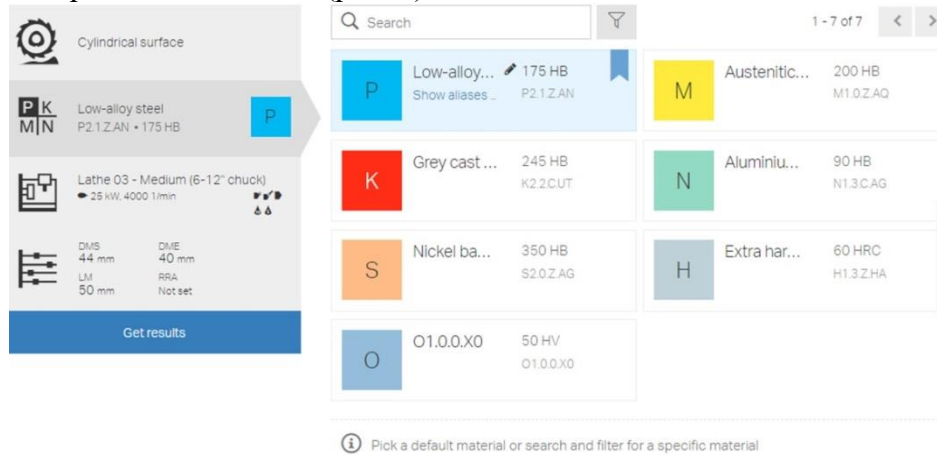 Cylindrical surface
P K
M N
Low-alloy steel
P2.1.Z.AN • 175 HB
P
Lathe 03 - Medium (6-12" chuck)
25 kW, 4000 1/min
DMS DME
44 mm 40 mm
LM RRA
50 mm Not set
Get results
Search
1 - 7 of 7 < >
P
Low-alloy... 175 HB
Show aliases .. P2.1.Z.AN
M
Austenitic... 200 HB
M1.0.Z.AQ
K
Grey cast ... 245 HB
K2.2.C.UT
N
Aluminiu... 90 HB
N1.3.C.AG
S
Nickel ba... 350 HB
S2.0.Z.AG
H
Extra har... 60 HRC
H1.3.Z.HA
O
O1.0.0.X0 50 HV
O1.0.0.X0
Pick a default material or search and filter for a specific material